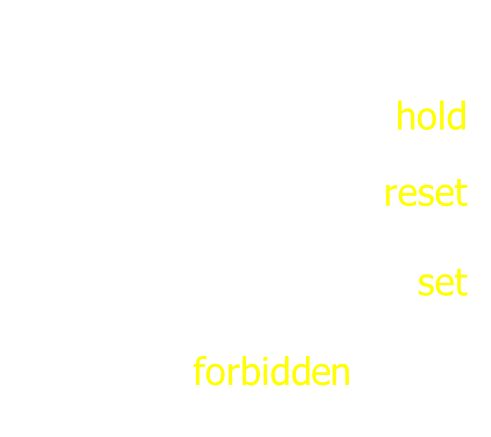 hold
reset
set
forbidden